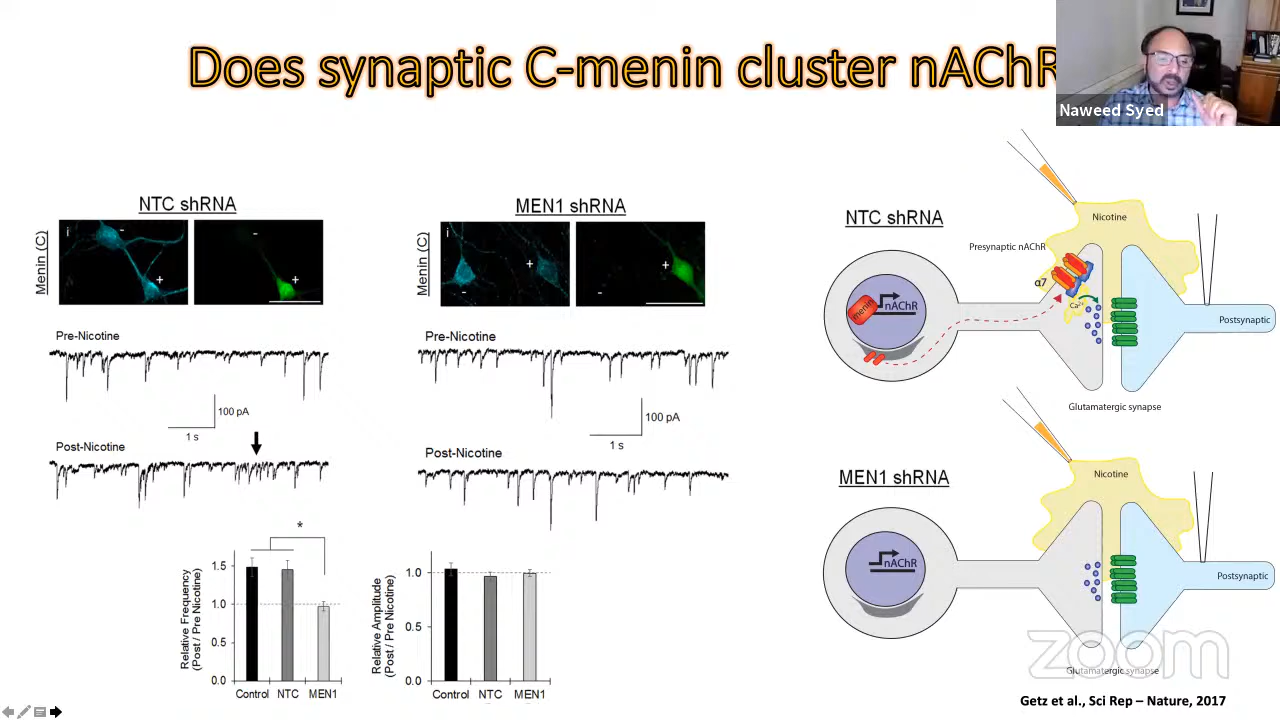 Does synaptic C-menin cluster nAChR
Naweed Syed
NTC shRNA
MEN1 shRNA
Menin (C)
i
-
-
+
+
Menin (C)
i
+
-
+
-
Pre-Nicotine
100 pA
1 s
Post-Nicotine
Pre-Nicotine
100 pA
1 s
Post-Nicotine
*
Relative Frequency
(Post / Pre Nicotine)
1.5
1.0
0.5
0.0
Control
NTC
MEN1
Relative Amplitude
(Post / Pre Nicotine)
1.0
0.5
0.0
Control
NTC
MEN1
NTC shRNA
Nicotine
Presynaptic nAChR
α7
Ca²⁺
menin
nAChR
Postsynaptic
Glutamatergic synapse
MEN1 shRNA
Nicotine
nAChR
Postsynaptic
Glutamatergic synapse
zoom
Getz et al., Sci Rep – Nature, 2017